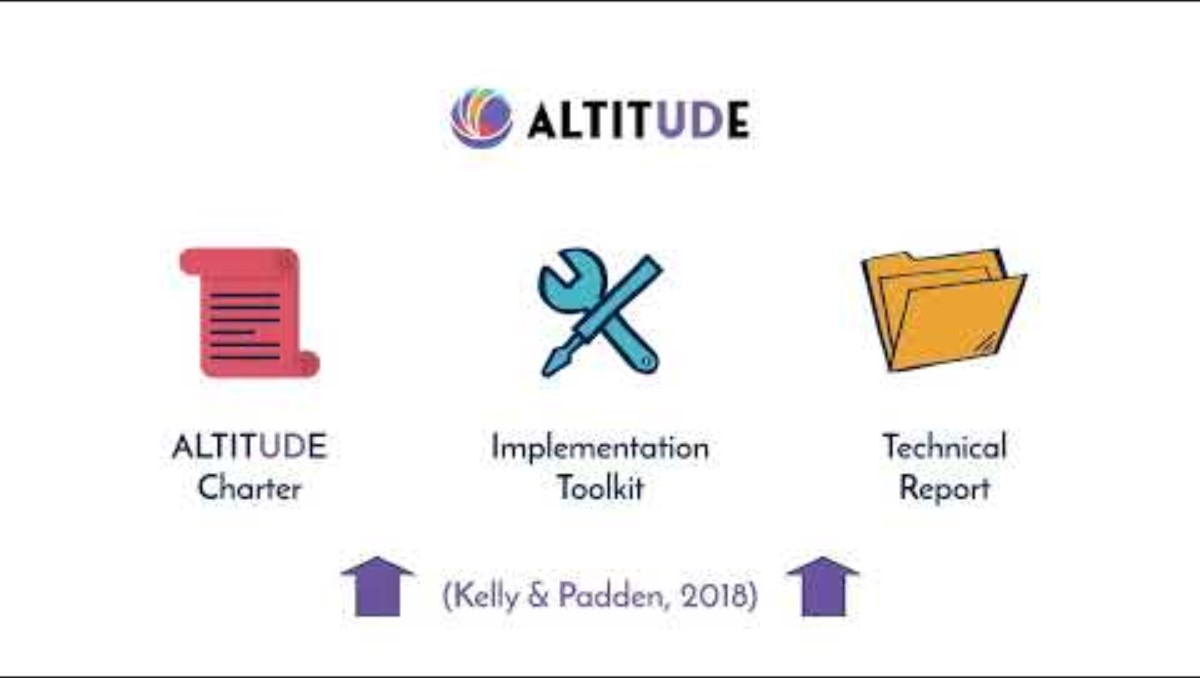 ALTITUDE
ALTITUDE
Charter
Implementation
Toolkit
Technical
Report
(Kelly & Padden, 2018)